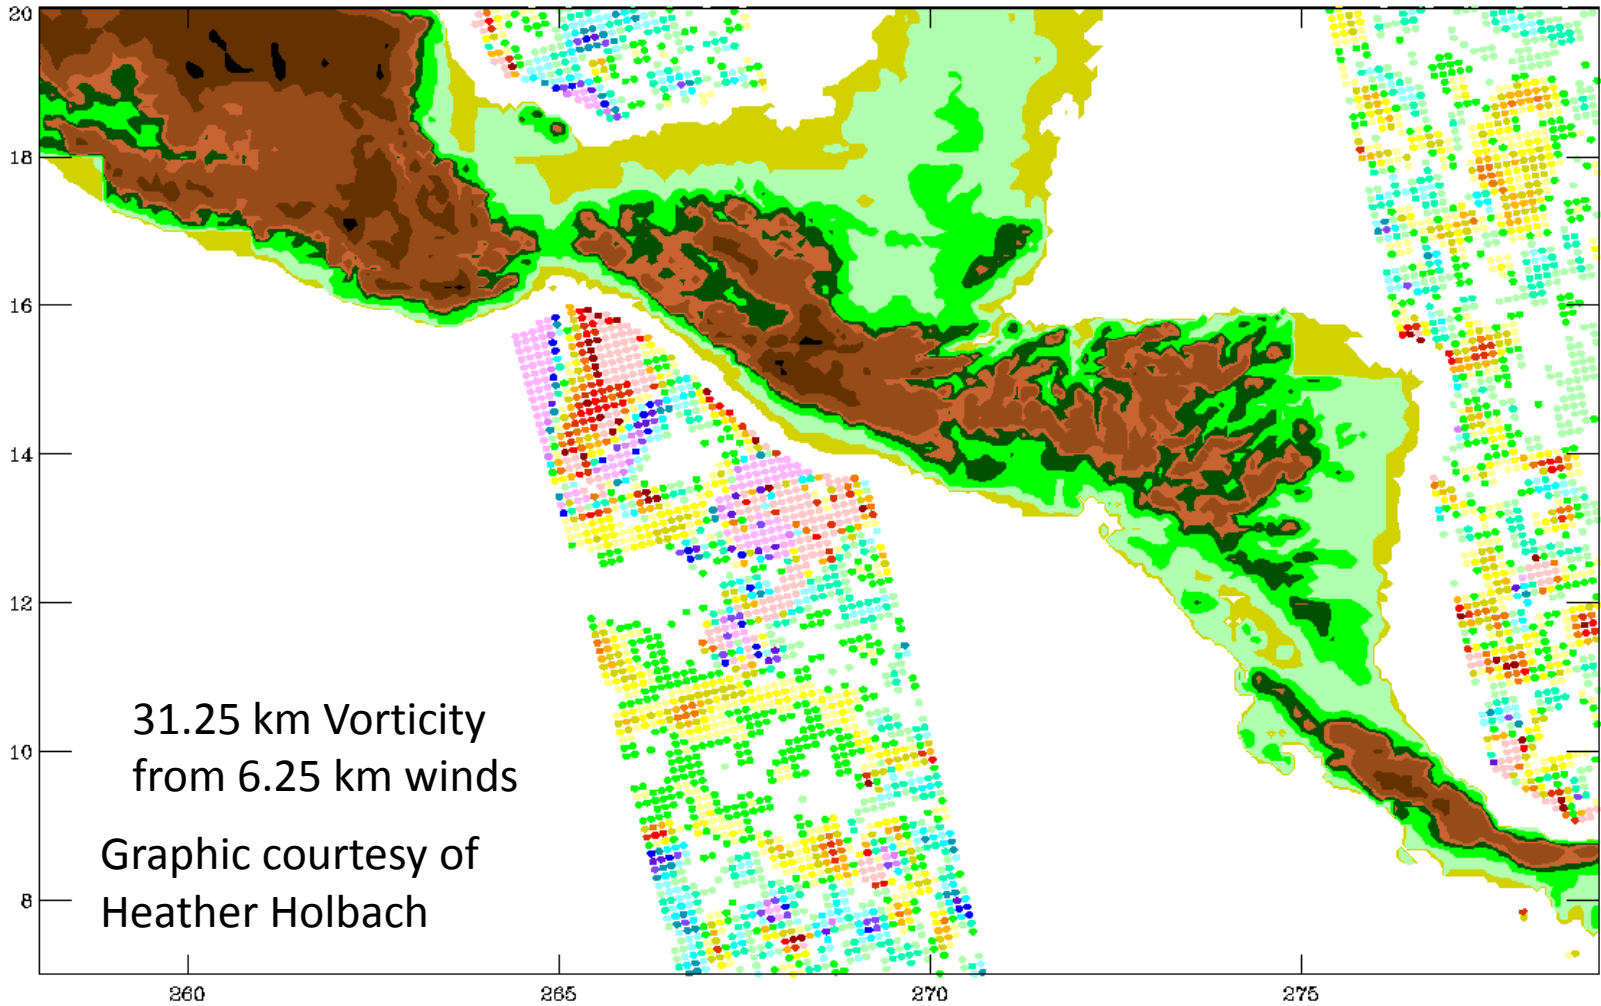 20
18
16
14
12
10
8
31.25 km Vorticity
from 6.25 km winds
Graphic courtesy of
Heather Holbach
260 265 270 275